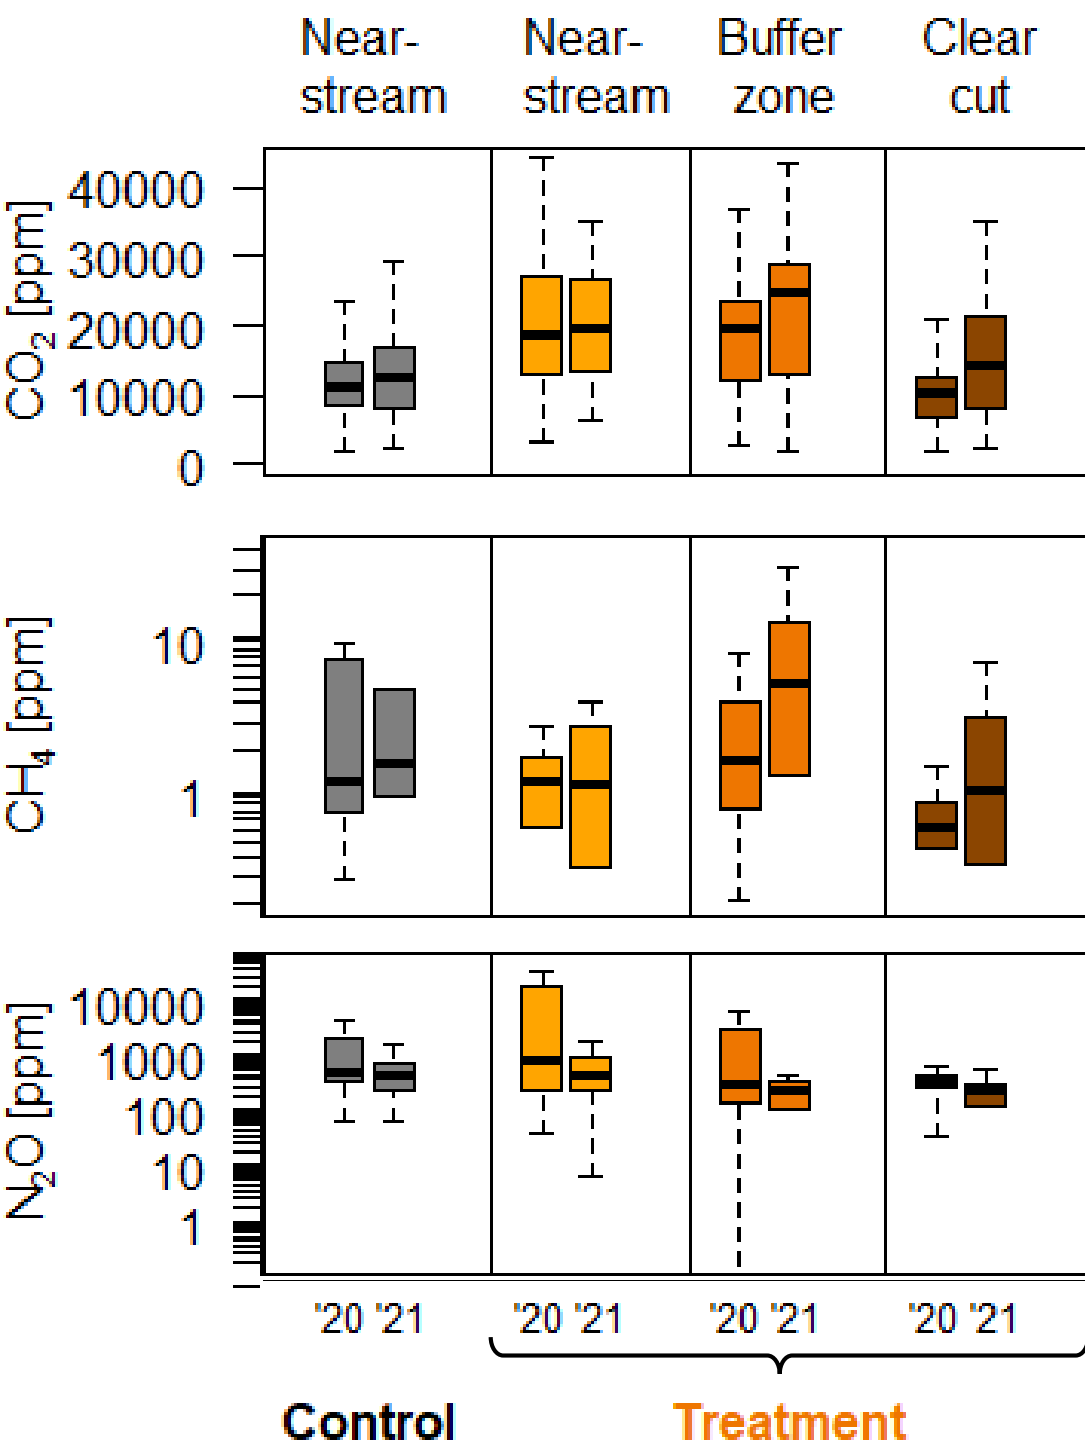 Near-
stream
Near-
stream
Buffer
zone
Clear
cut
CO2 [ppm]
40000
30000
20000
10000
0
CH4 [ppm]
10
1
N2O [ppm]
10000
1000
100
10
1
'20 '21 '20 '21 '20 '21 '20 '21
Control Treatment